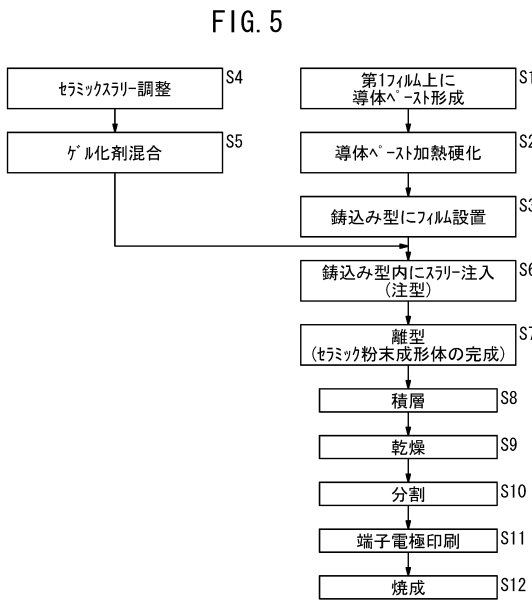 FIG. 5
セラミックスラリー調整
S4
ゲル化剤混合
S5
第1フィルム上に
導体ペースト形成
S1
導体ペースト加熱硬化
S2
鋳込み型にフィルム設置
S3
鋳込み型内にスラリー注入
(注型)
S6
離型
(セラミック粉末成形体の完成)
S7
積層
S8
乾燥
S9
分割
S10
端子電極印刷
S11
焼成
S12